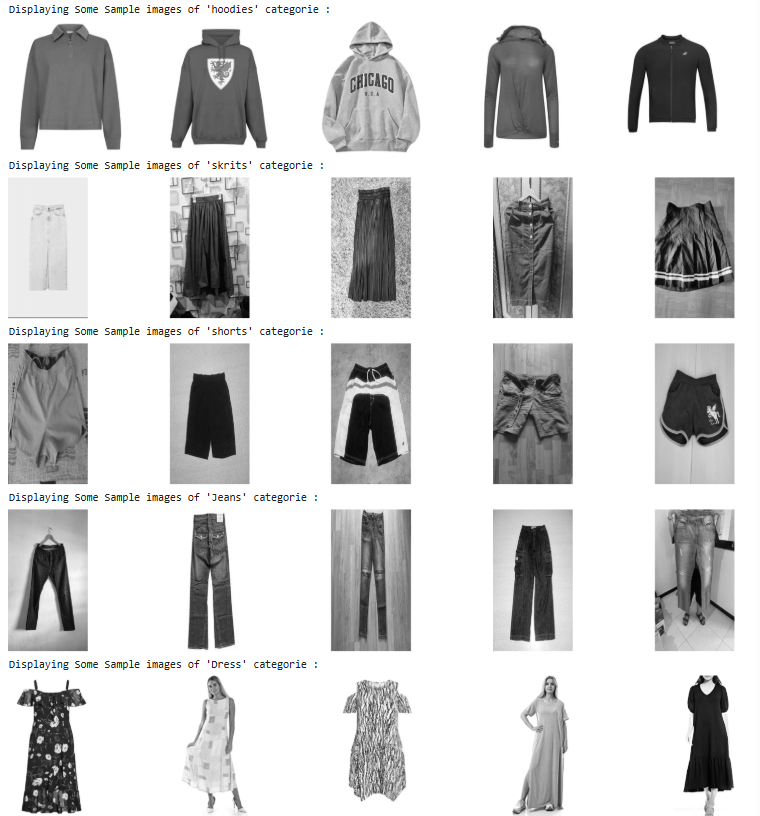 Displaying Some Sample images of 'hoodies' categorie :
CHICAGO
U.S.A
Displaying Some Sample images of 'skrits' categorie :
Displaying Some Sample images of 'shorts' categorie :
Displaying Some Sample images of 'Jeans' categorie :
Displaying Some Sample images of 'Dress' categorie :